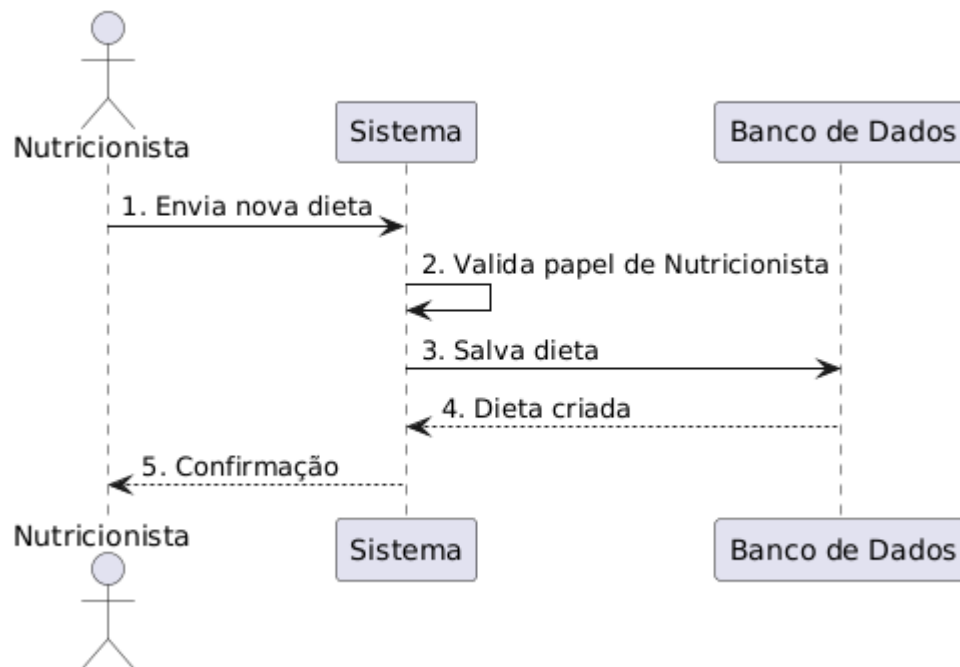 Nutricionista
Sistema
Banco de Dados
1. Envia nova dieta
2. Valida papel de Nutricionista
3. Salva dieta
4. Dieta criada
5. Confirmação
Nutricionista
Sistema
Banco de Dados